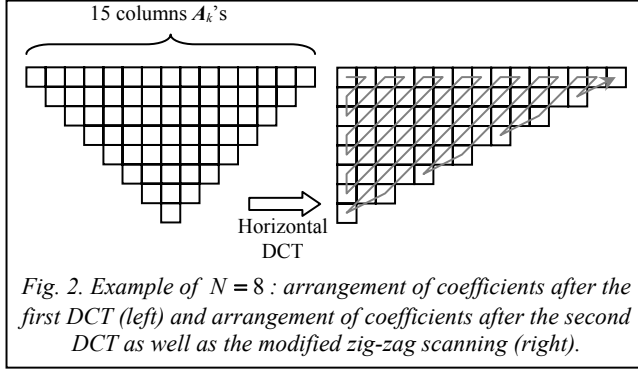 15 columns Aₖ's
Horizontal
DCT
Fig. 2. Example of N = 8 : arrangement of coefficients after the
first DCT (left) and arrangement of coefficients after the second
DCT as well as the modified zig-zag scanning (right).